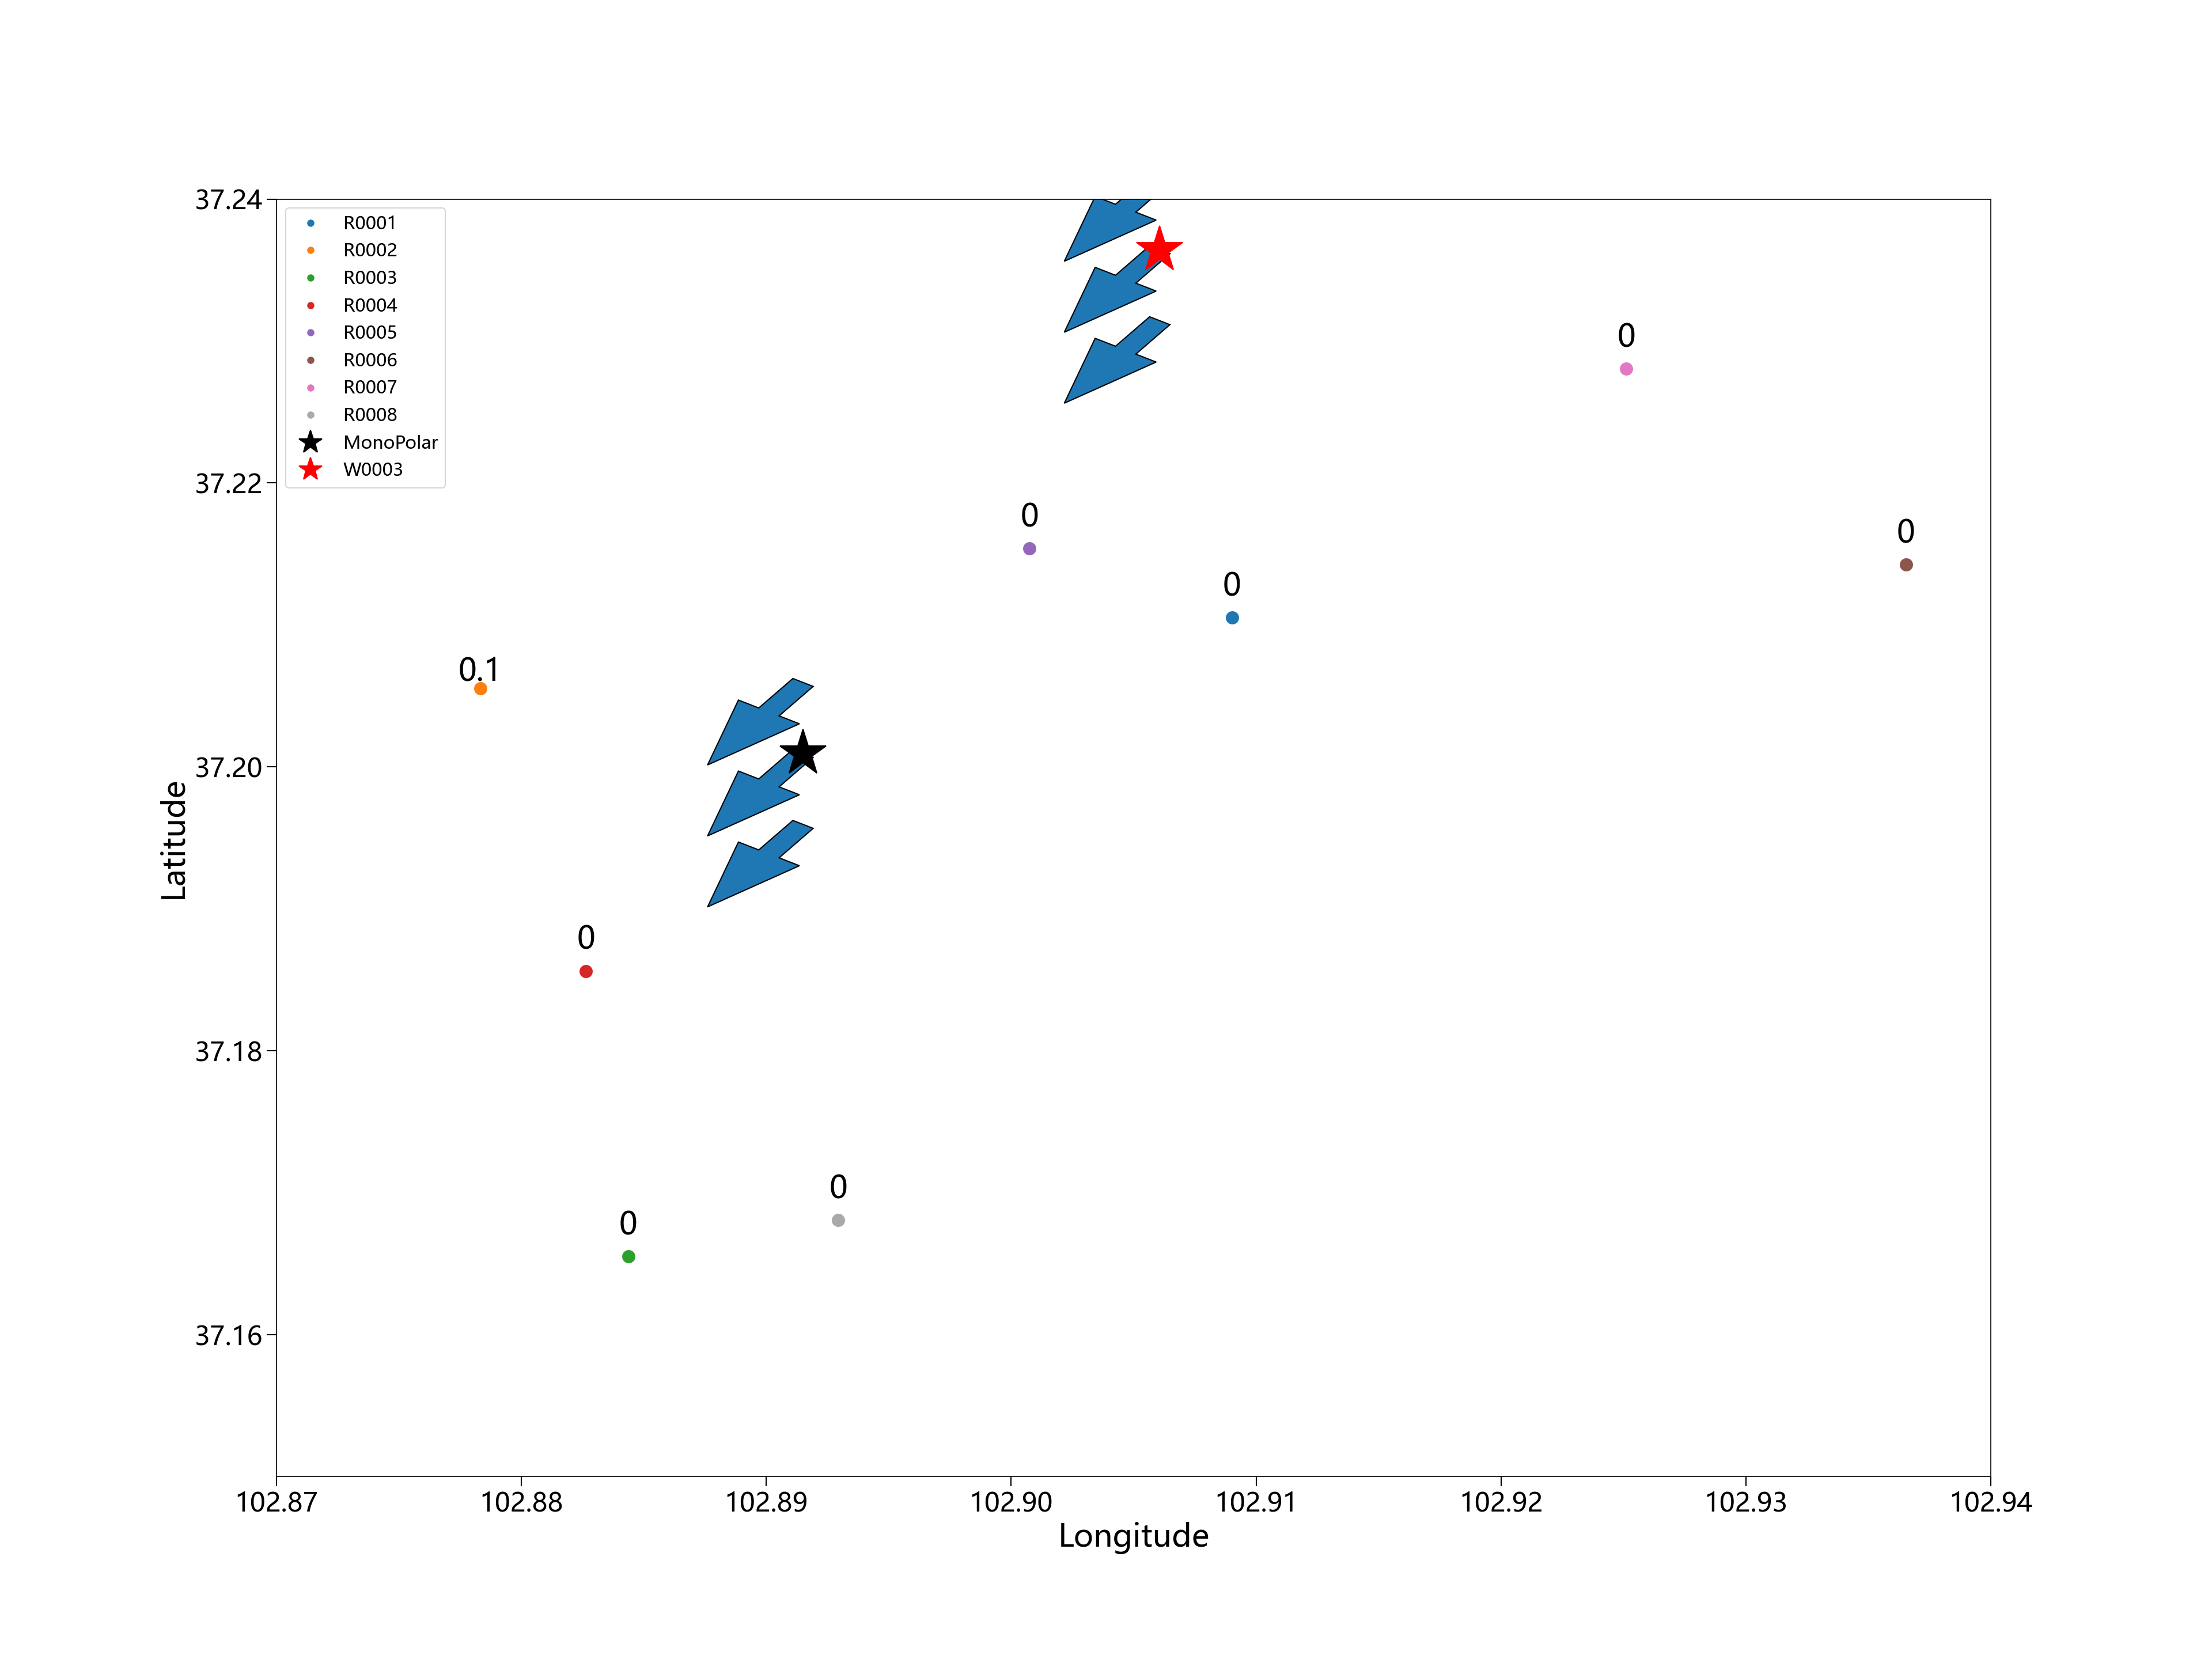 37.24
R0001
R0002
R0003
R0004
R0005
R0006
R0007
R0008
MonoPolar
W0003
0
37.22
0
0
0
0.1
37.20
Latitude
0
37.18
0
0
37.16
102.87 102.88 102.89 102.90 102.91 102.92 102.93 102.94
Longitude